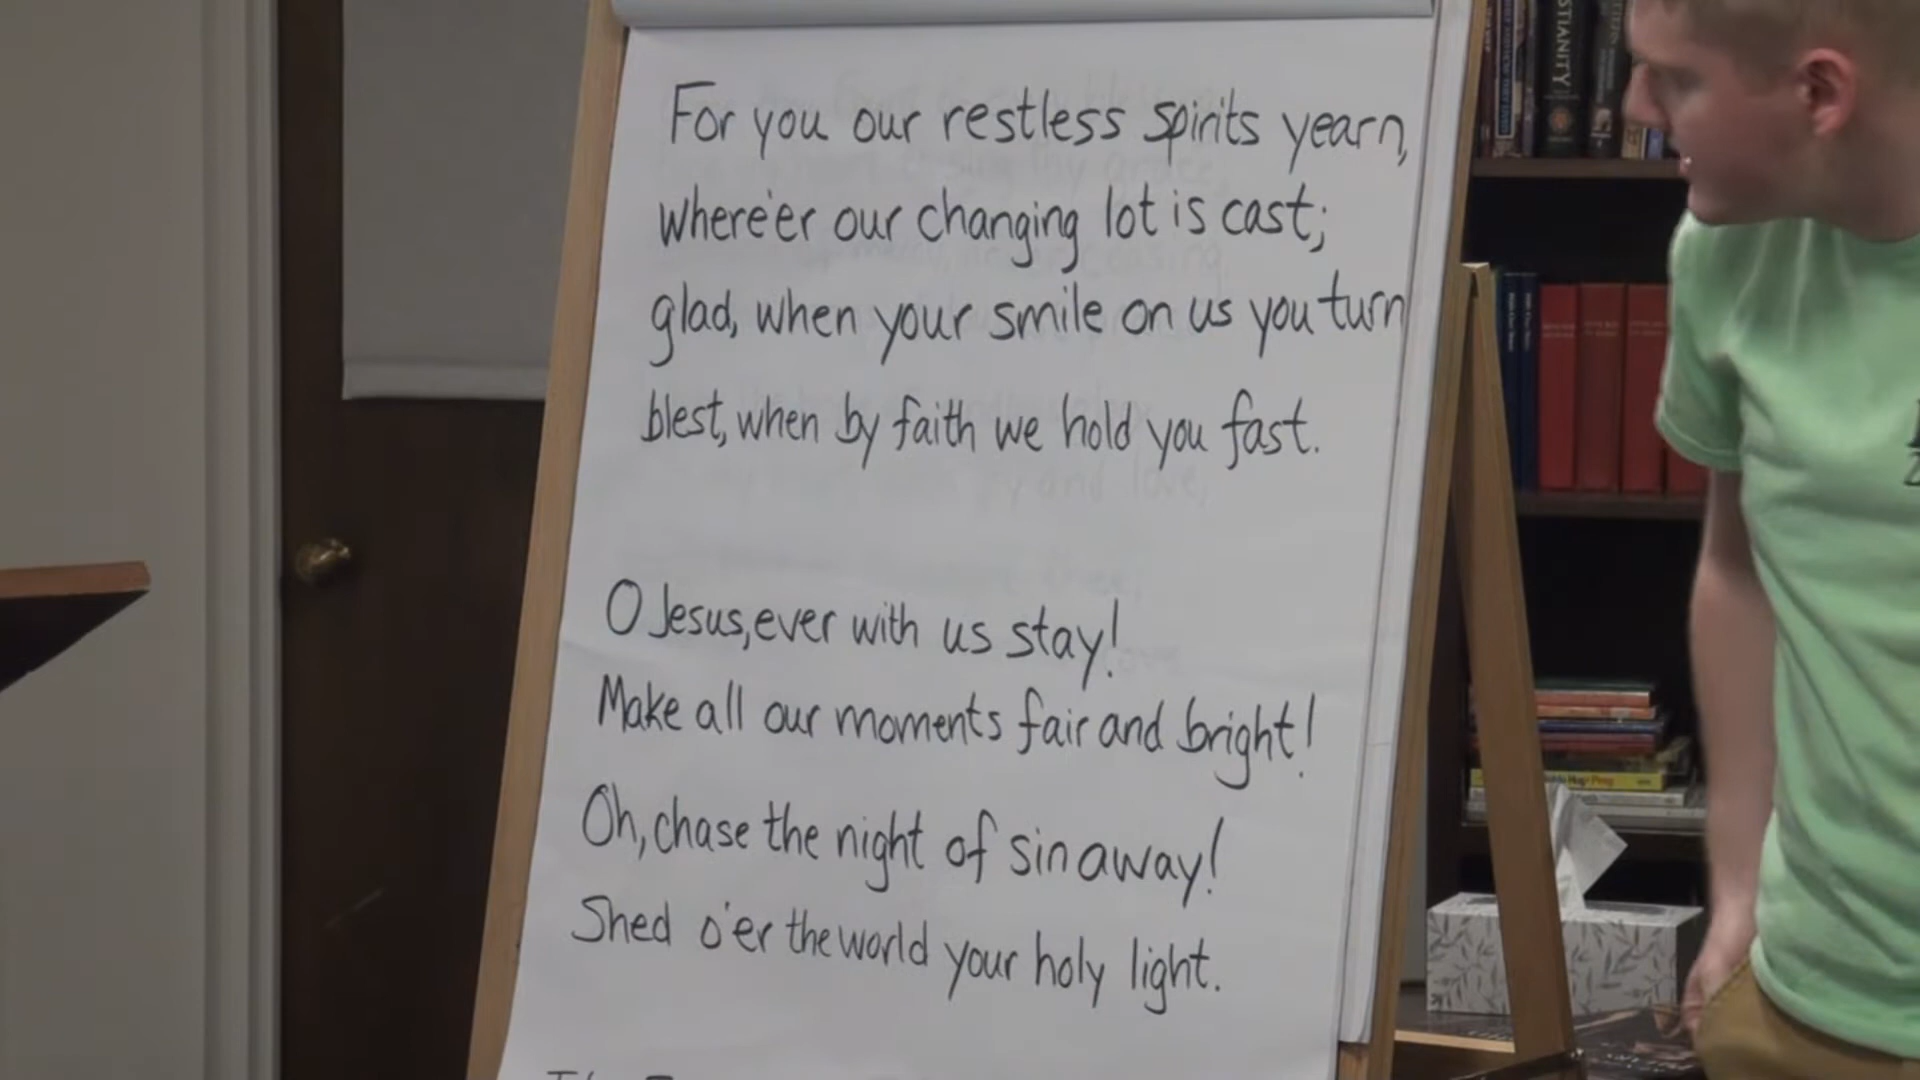 For you our restless spirits yearn,
where'er our changing lot is cast;
glad, when your smile on us you turn
blest, when by faith we hold you fast.
O Jesus, ever with us stay!
Make all our moments fair and bright!
Oh, chase the night of sin away!
Shed o'er the world your holy light.
STIANITY